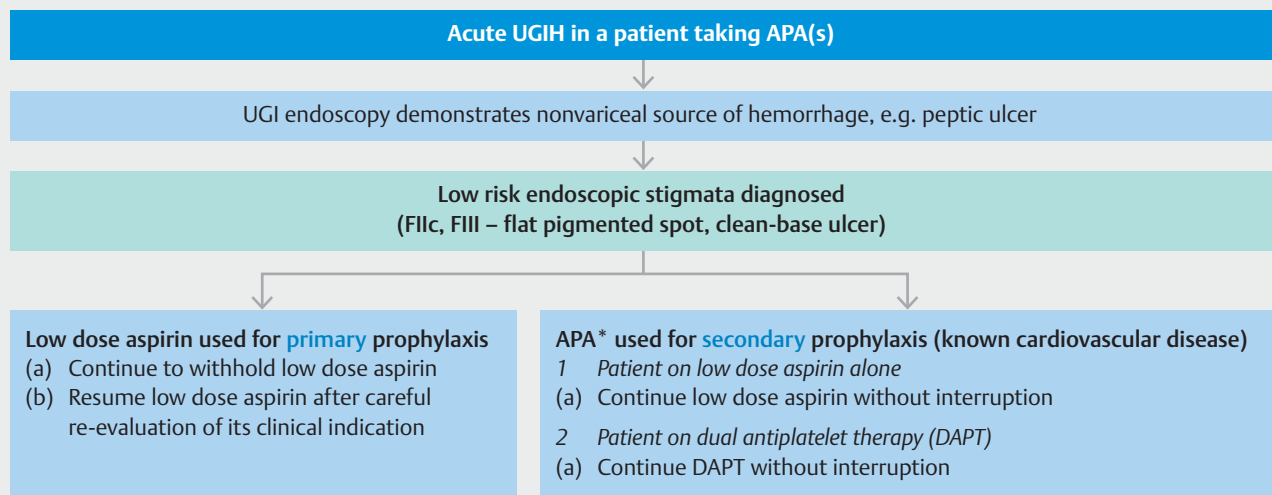 Acute UGIH in a patient taking APA(s)
UGI endoscopy demonstrates nonvariceal source of hemorrhage, e.g. peptic ulcer
Low risk endoscopic stigmata diagnosed
(FIIc, FIII – flat pigmented spot, clean-base ulcer)
Low dose aspirin used for primary prophylaxis
(a) Continue to withhold low dose aspirin
(b) Resume low dose aspirin after careful
re-evaluation of its clinical indication
APA* used for secondary prophylaxis (known cardiovascular disease)
1 Patient on low dose aspirin alone
(a) Continue low dose aspirin without interruption
2 Patient on dual antiplatelet therapy (DAPT)
(a) Continue DAPT without interruption